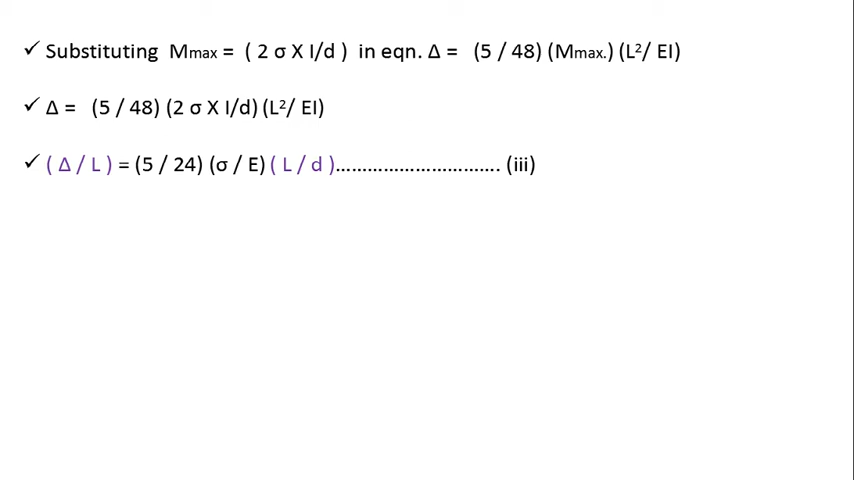 ✓ Substituting Mmax = ( 2 σ X I/d ) in eqn. Δ = (5 / 48) (Mmax.) (L²/ EI)
✓ Δ = (5 / 48) (2 σ X I/d) (L²/ EI)
✓ ( Δ / L ) = (5 / 24) (σ / E) ( L / d )................................ (iii)